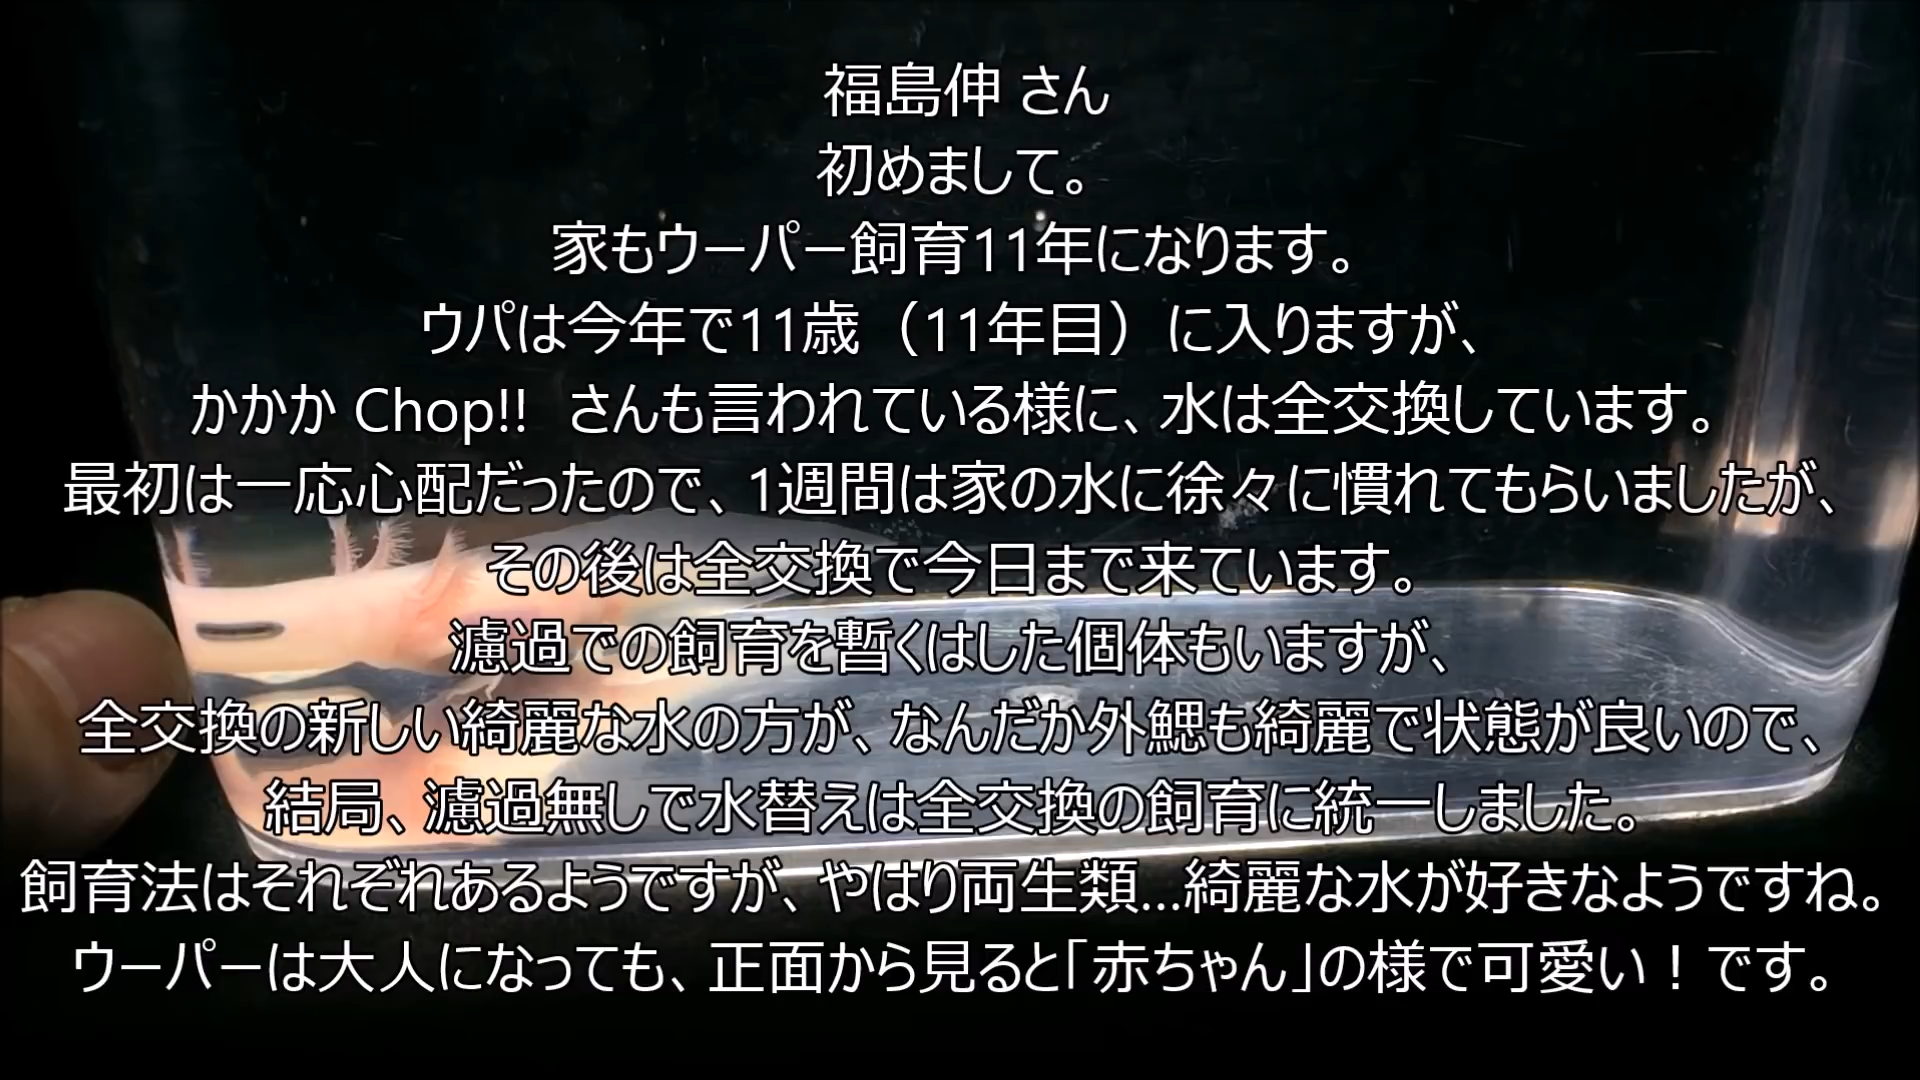 福島伸 さん
初めまして。
家もウーパー飼育11年になります。
ウパは今年で11歳（11年目）に入りますが、
かかか Chop!!　さんも言われている様に、水は全交換しています。
最初は一応心配だったので、1週間は家の水に徐々に慣れてもらいましたが、
その後は全交換で今日まで来ています。
濾過での飼育を暫くはした個体もいますが、
全交換の新しい綺麗な水の方が、なんだか外鰓も綺麗で状態が良いので、
結局、濾過無しで水替えは全交換の飼育に統一しました。
飼育法はそれぞれあるようですが、やはり両生類…綺麗な水が好きなようですね。
ウーパーは大人になっても、正面から見ると「赤ちゃん」の様で可愛い！です。